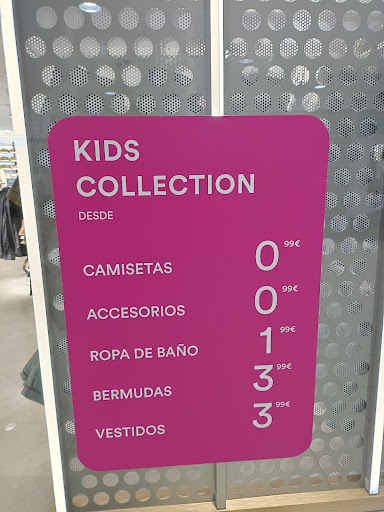 KIDS
COLLECTION
DESDE
CAMISETAS 0 99€
ACCESORIOS 0 99€
ROPA DE BAÑO 1 99€
BERMUDAS 3 99€
VESTIDOS 3 99€